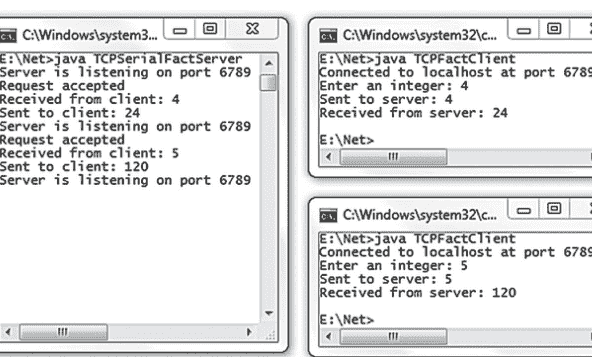 C:\Windows\system3...
E:\Net>java TCPSerialFactServer
Server is listening on port 6789
Request accepted
Received from client: 4
Sent to client: 24
Server is listening on port 6789
Request accepted
Received from client: 5
Sent to client: 120
Server is listening on port 6789
C:\Windows\system32\c...
E:\Net>java TCPFactClient
Connected to localhost at port 6789
Enter an integer: 4
Sent to server: 4
Received from server: 24
E:\Net>
C:\Windows\system32\c...
E:\Net>java TCPFactClient
Connected to localhost at port 6789
Enter an integer: 5
Sent to server: 5
Received from server: 120
E:\Net>